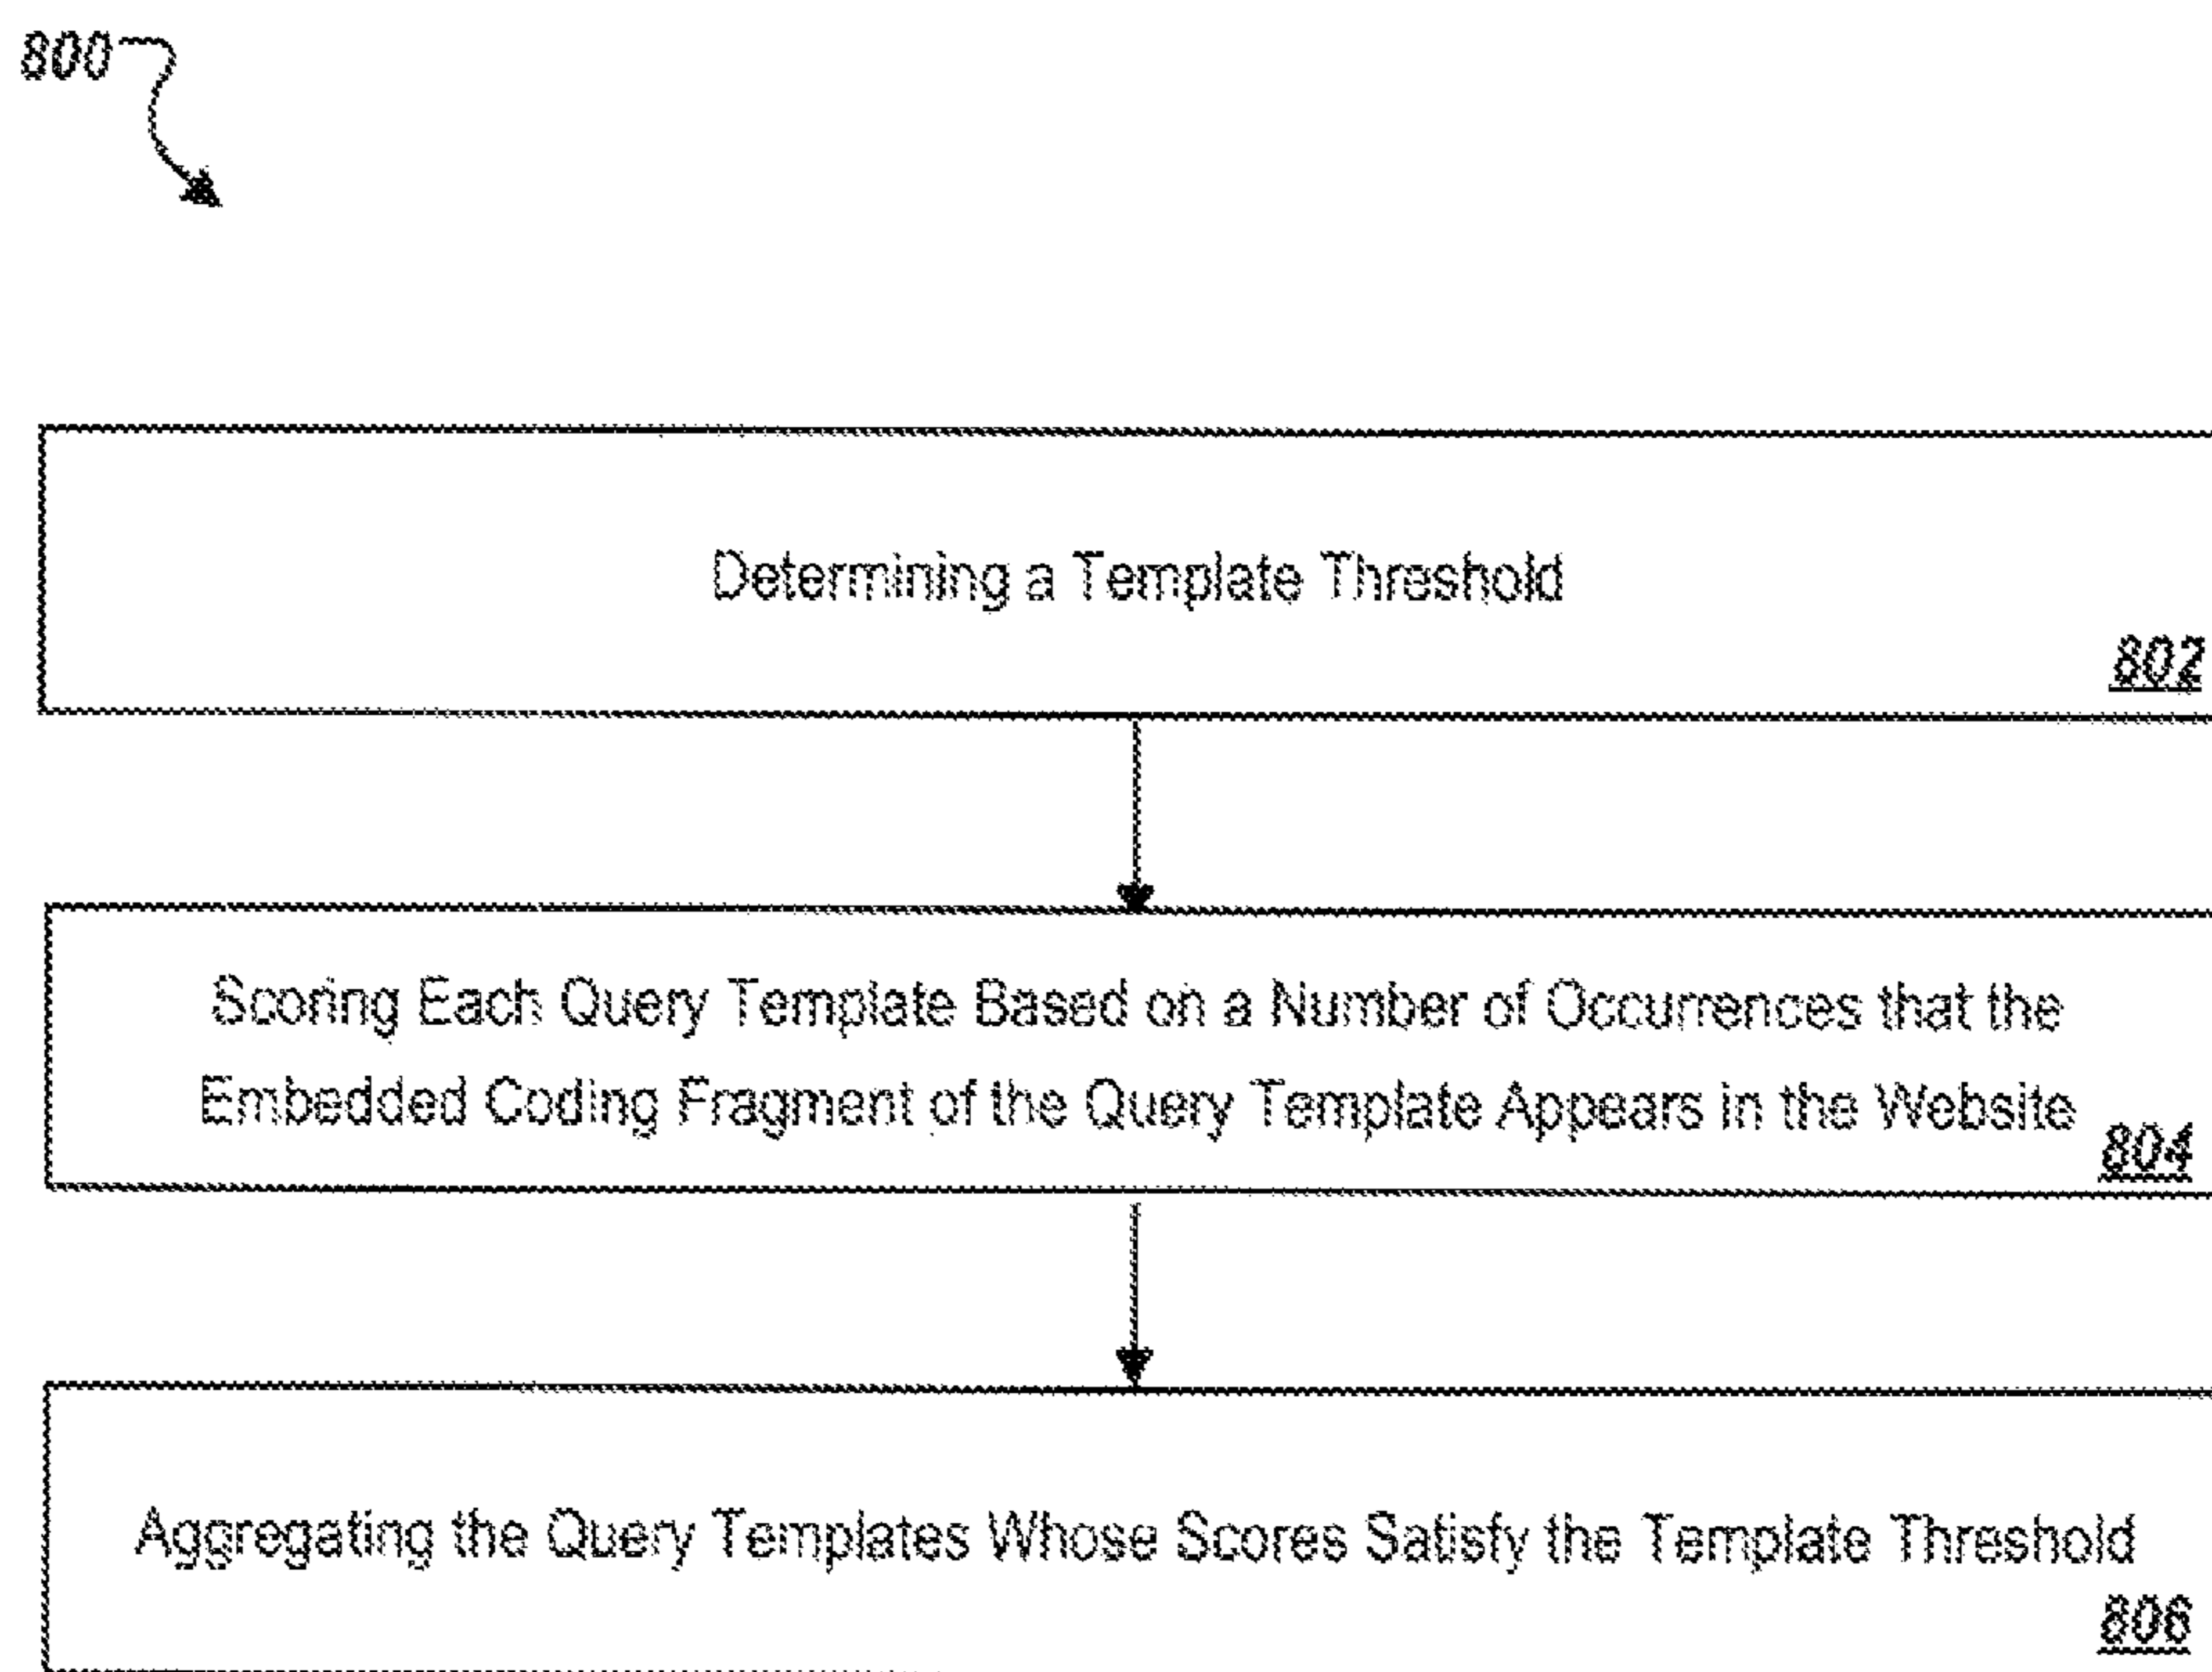 800
Determining a Template Threshold
802
Scoring Each Query Template Based on a Number of Occurrences that the
Embedded Coding Fragment of the Query Template Appears in the Website
804
Aggregating the Query Templates Whose Scores Satisfy the Template Threshold
806